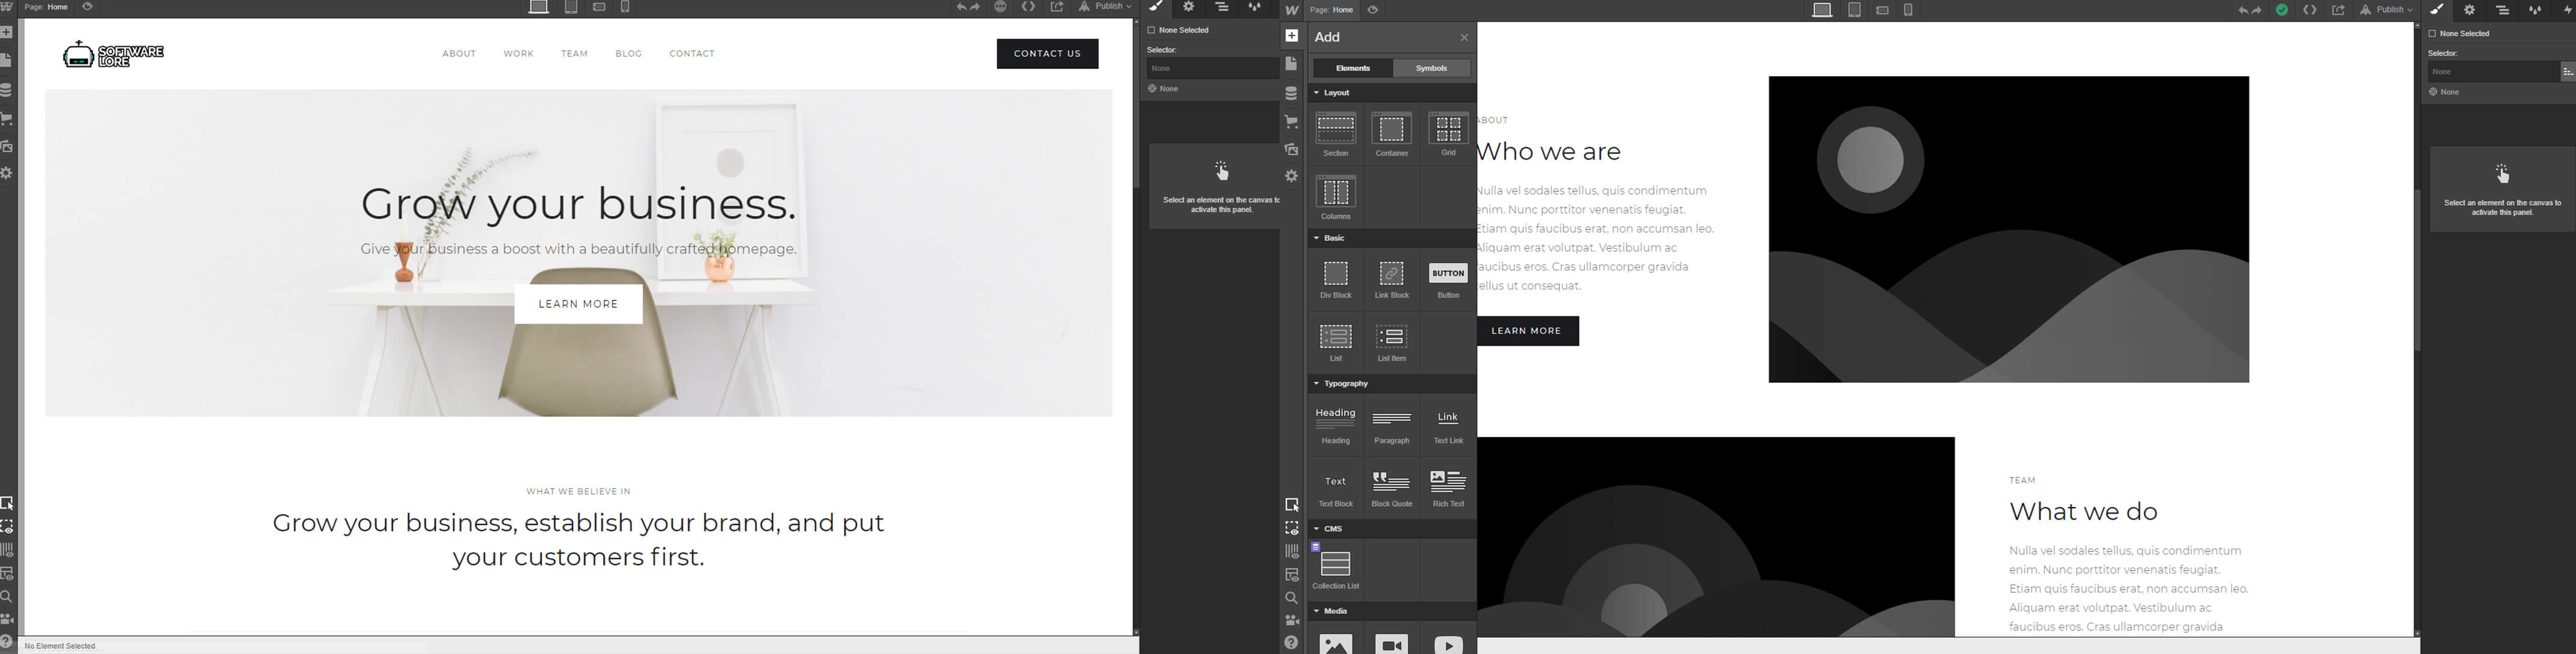 Page: Home
Publish
SOFTWARE
LORE
ABOUT
WORK
TEAM
BLOG
CONTACT
CONTACT US
Grow your business.
Give your business a boost with a beautifully crafted homepage.
LEARN MORE
WHAT WE BELIEVE IN
Grow your business, establish your brand, and put
your customers first.
No Element Selected
None Selected
Selector:
None
None
Select an element on the canvas to
activate this panel.
Page: Home
Publish
Add
Elements
Symbols
Layout
Section
Container
Grid
Columns
Basic
BUTTON
Div Block
Link Block
Button
List
List Item
Typography
Heading
Link
Heading
Paragraph
Text Link
Text
Text Block
Block Quote
Rich Text
CMS
Collection List
Media
ABOUT
Who we are
Nulla vel sodales tellus, quis condimentum
enim. Nunc porttitor venenatis feugiat.
Etiam quis faucibus erat, non accumsan leo.
Aliquam erat volutpat. Vestibulum ac
faucibus eros. Cras ullamcorper gravida
tellus ut consequat.
LEARN MORE
TEAM
What we do
Nulla vel sodales tellus, quis condimentum
enim. Nunc porttitor venenatis feugiat.
Etiam quis faucibus erat, non accumsan leo.
Aliquam erat volutpat. Vestibulum ac
faucibus eros. Cras ullamcorper gravida
None Selected
Selector:
None
None
Select an element on the canvas to
activate this panel.